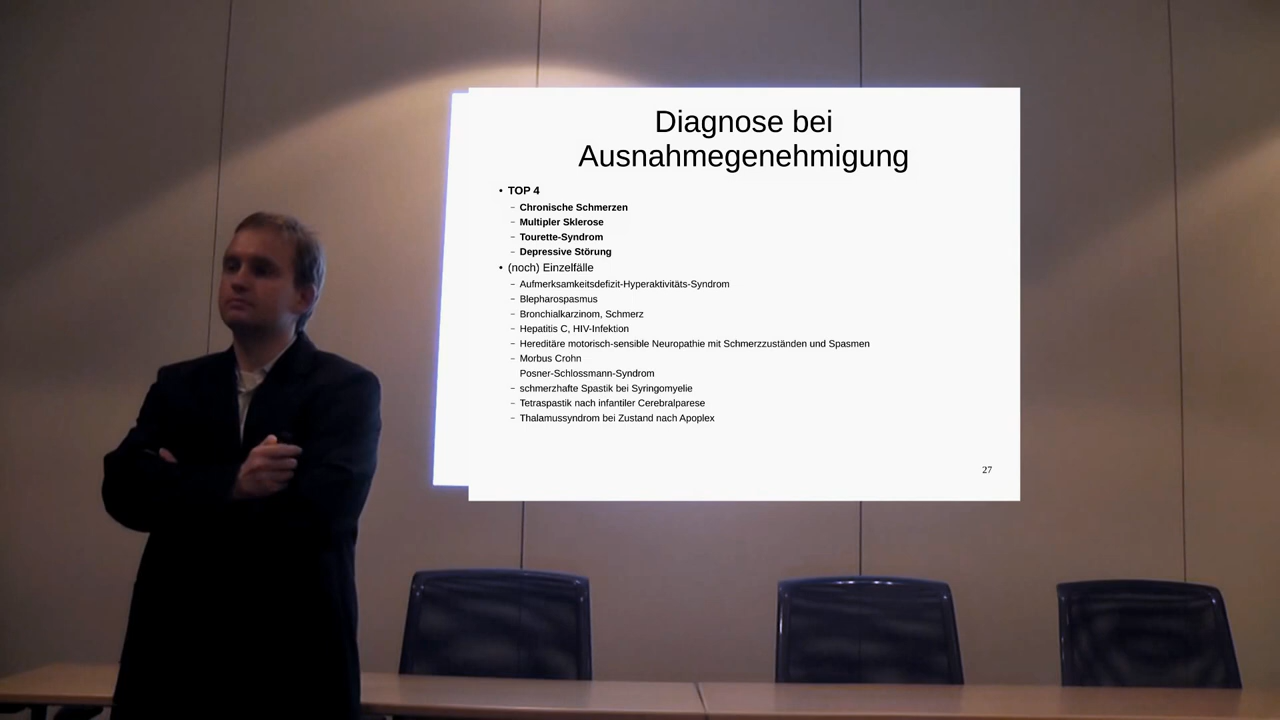 Diagnose bei
Ausnahmegenehmigung
• TOP 4
– Chronische Schmerzen
– Multipler Sklerose
– Tourette-Syndrom
– Depressive Störung
• (noch) Einzelfälle
– Aufmerksamkeitsdefizit-Hyperaktivitäts-Syndrom
– Blepharospasmus
– Bronchialkarzinom, Schmerz
– Hepatitis C, HIV-Infektion
– Hereditäre motorisch-sensible Neuropathie mit Schmerzzuständen und Spasmen
– Morbus Crohn
Posner-Schlossmann-Syndrom
– schmerzhafte Spastik bei Syringomyelie
– Tetraspastik nach infantiler Cerebralparese
– Thalamussyndrom bei Zustand nach Apoplex
27